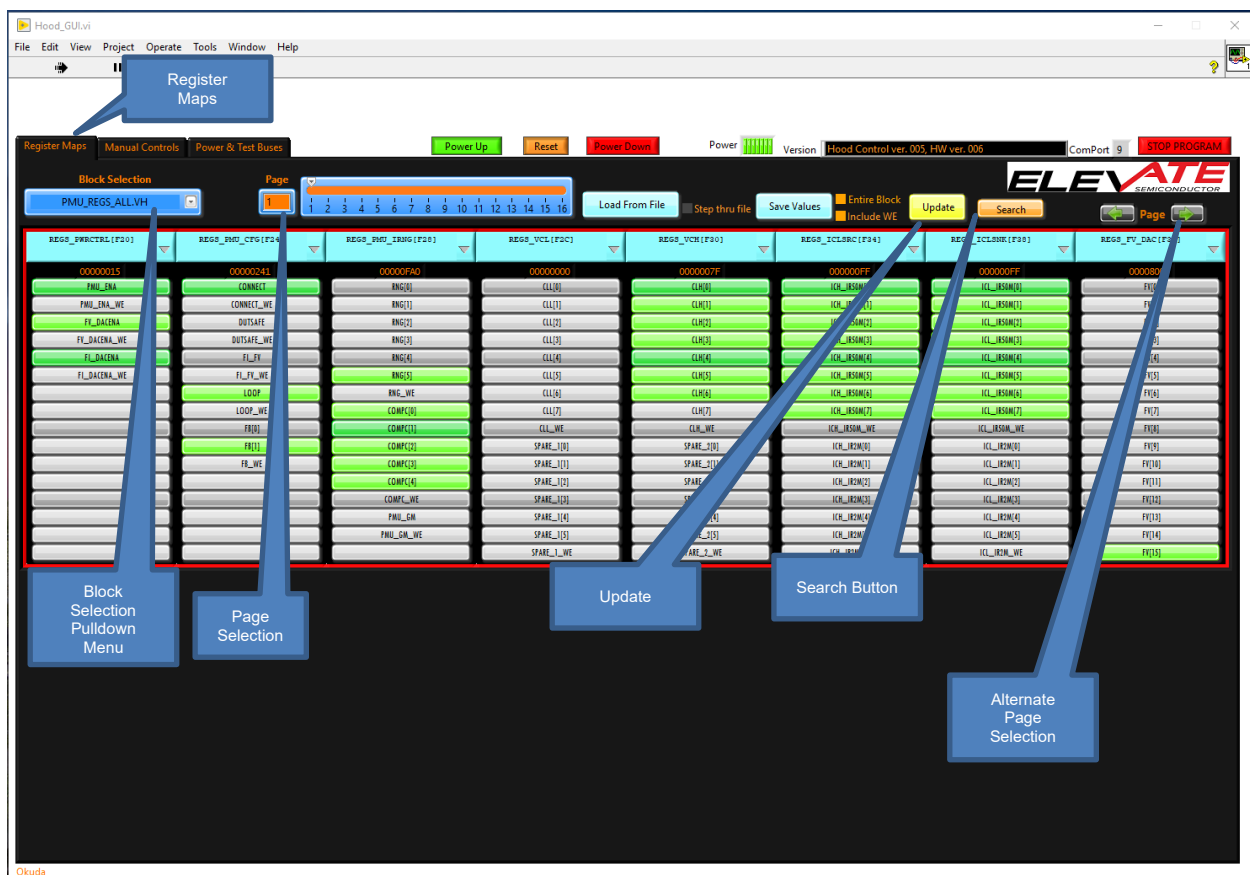 Hood_GUI.vi
File Edit View Project Operate Tools Window Help
Register
Maps
Register Maps Manual Controls Power & Test Buses
Power Up Reset Power Down Power Version Hood Control ver. 005, HW ver. 006 ComPort 9 STOP PROGRAM
ELEVATE
SEMICONDUCTOR
Block Selection Page
PMU_REGS_ALL.VH 1
1 2 3 4 5 6 7 8 9 10 11 12 13 14 15 16
Load From File Step thru file Save Values Entire Block
Include WE
Update Search Page
REGS_PWRCTRL[F20]
00000015
PMU_ENA
PMU_ENA_WE
FV_DACENA
FV_DACENA_WE
FI_DACENA
FI_DACENA_WE
00000241
CONNECT
CONNECT_WE
DUTSAFE
DUTSAFE_WE
FI_FV
FI_FV_WE
LOOP
LOOP_WE
FB[0]
FB[1]
FB_WE
REGS_PMU_IRNG[F28]
00000FA0
RNG[0]
RNG[1]
RNG[2]
RNG[3]
RNG[4]
RNG[5]
RNG_WE
COMPC[0]
COMPC[1]
COMPC[2]
COMPC[3]
COMPC[4]
COMPC_WE
PMU_GM
PMU_GM_WE
REGS_VCL[F2C]
00000000
CLL[0]
CLL[1]
CLL[2]
CLL[3]
CLL[4]
CLL[5]
CLL[6]
CLL[7]
CLL_WE
SPARE_1[0]
SPARE_1[1]
SPARE_1[2]
SPARE_1[3]
SPARE_1[4]
SPARE_1[5]
SPARE_1_WE
REGS_VCH[F30]
0000007F
CLH[0]
CLH[1]
CLH[2]
CLH[3]
CLH[4]
CLH[5]
CLH[6]
CLH[7]
CLH_WE
SPARE_2[0]
REGS_ICLSRC[F34]
000000FF
ICH_IR50M[3]
ICH_IR50M[4]
ICH_IR50M[5]
ICH_IR50M[6]
ICH_IR50M[7]
ICH_IR50M_WE
ICH_IR2M[0]
ICH_IR2M[1]
ICH_IR2M[2]
ICH_IR2M[3]
000000FF
ICL_IR50M[0]
ICL_IR50M[1]
ICL_IR50M[2]
ICL_IR50M[3]
ICL_IR50M[4]
ICL_IR50M[5]
ICL_IR50M[6]
ICL_IR50M[7]
ICL_IR50M_WE
ICL_IR2M[0]
ICL_IR2M[1]
ICL_IR2M[2]
ICL_IR2M[3]
ICL_IR2M[4]
ICL_IR2M[5]
ICL_IR2M_WE
FV[5]
FV[6]
FV[7]
FV[8]
FV[9]
FV[10]
FV[11]
FV[12]
FV[13]
FV[14]
FV[15]
Block
Selection
Pulldown
Menu
Page
Selection
Update
Search Button
Alternate
Page
Selection
Okuda